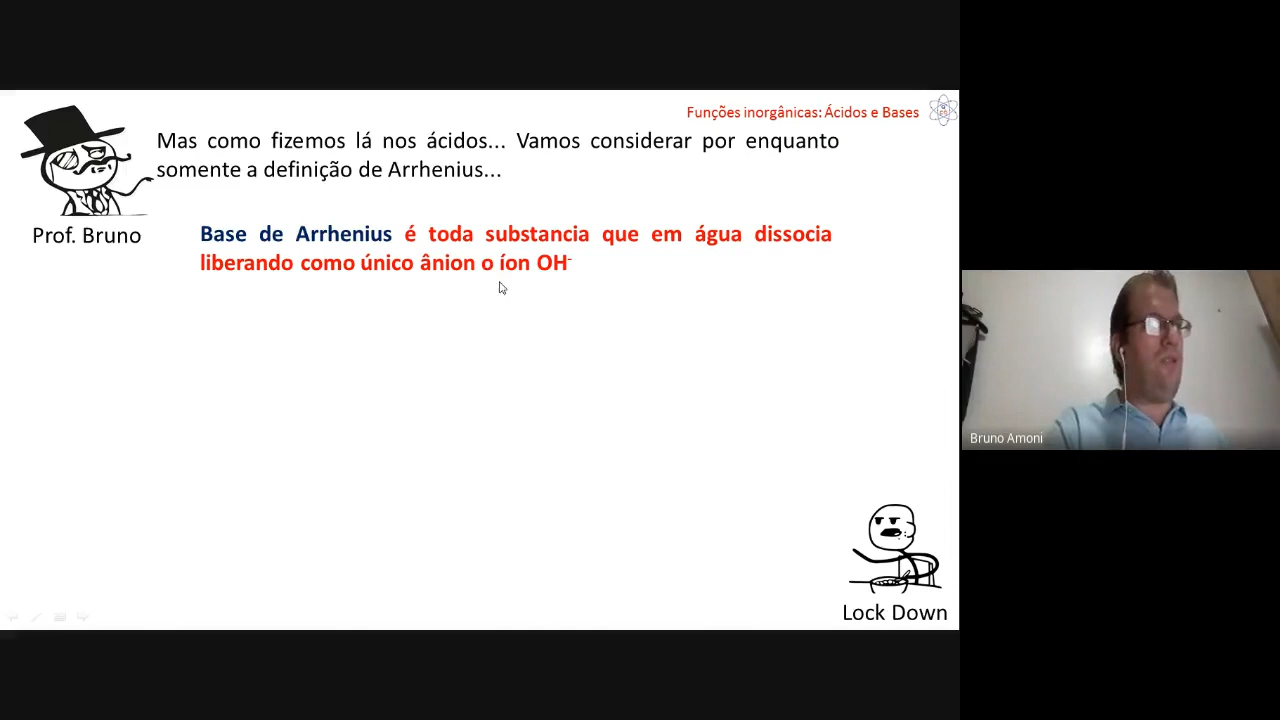 Funções inorgânicas: Ácidos e Bases
Mas como fizemos lá nos ácidos... Vamos considerar por enquanto
somente a definição de Arrhenius...
Prof. Bruno
Base de Arrhenius é toda substancia que em água dissocia
liberando como único ânion o íon OH-
Bruno Amoni
Lock Down